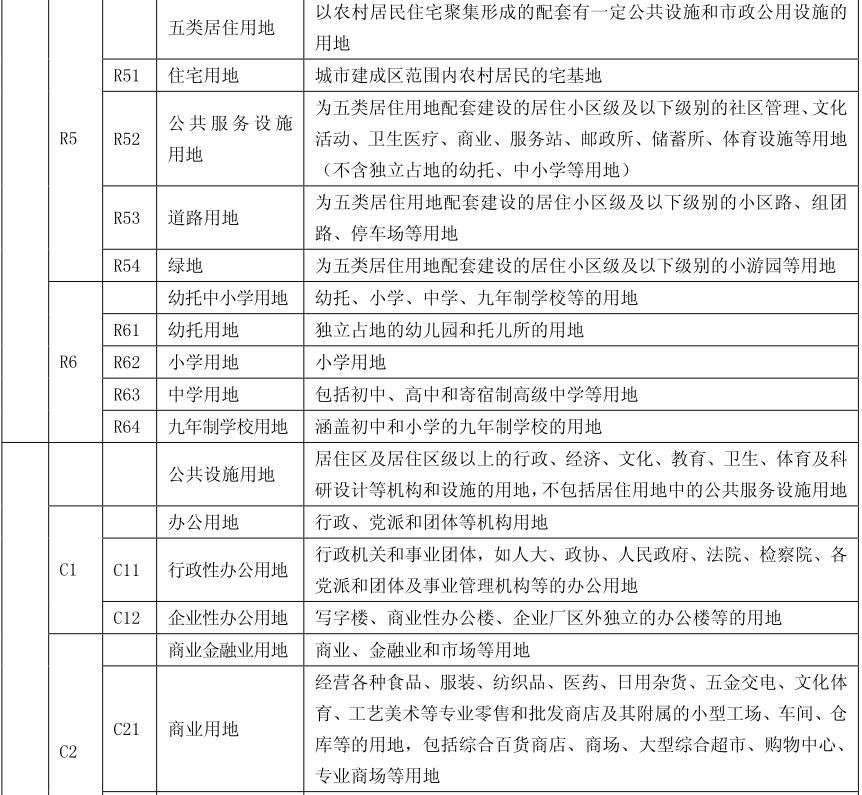 五类居住用地
以农村居民住宅聚集形成的配套有一定公共设施和市政公用设施的
用地
R5
R51
住宅用地
城市建成区范围内农村居民的宅基地
R52
公共服务设施
用地
为五类居住用地配套建设的居住小区级及以下级别的社区管理、文化
活动、卫生医疗、商业、服务站、邮政所、储蓄所、体育设施等用地
（不含独立占地的幼托、中小学等用地）
R53
道路用地
为五类居住用地配套建设的居住小区级及以下级别的小区路、组团
路、停车场等用地
R54
绿地
为五类居住用地配套建设的居住小区级及以下级别的小游园等用地
R6
幼托中小学用地
幼托、小学、中学、九年制学校等的用地
R61
幼托用地
独立占地的幼儿园和托儿所的用地
R62
小学用地
小学用地
R63
中学用地
包括初中、高中和寄宿制高级中学等用地
R64
九年制学校用地
涵盖初中和小学的九年制学校的用地
公共设施用地
居住区及居住区级以上的行政、经济、文化、教育、卫生、体育及科
研设计等机构和设施的用地，不包括居住用地中的公共服务设施用地
C1
办公用地
行政、党派和团体等机构用地
C11
行政性办公用地
行政机关和事业团体，如人大、政协、人民政府、法院、检察院、各
党派和团体及事业管理机构等的办公用地
C12
企业性办公用地
写字楼、商业性办公楼、企业厂区外独立的办公楼等的用地
C2
商业金融业用地
商业、金融业和市场等用地
C21
商业用地
经营各种食品、服装、纺织品、医药、日用杂货、五金交电、文化体
育、工艺美术等专业零售和批发商店及其附属的小型工场、车间、仓
库等的用地，包括综合百货商店、商场、大型综合超市、购物中心、
专业商场等用地